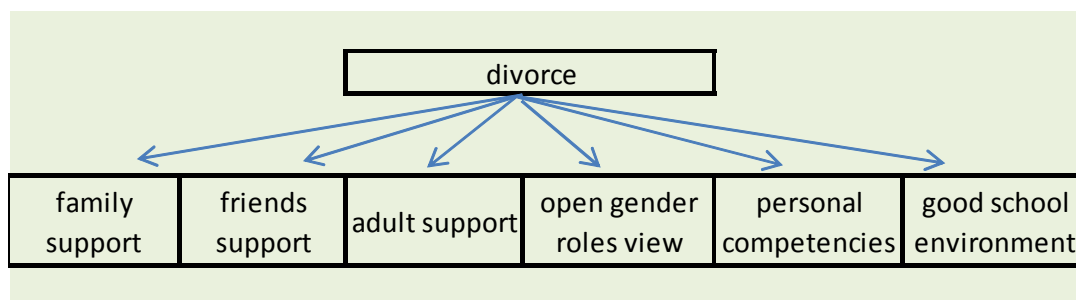 divorce
family
support
friends
support
adult support
open gender
roles view
personal
competencies
good school
environment